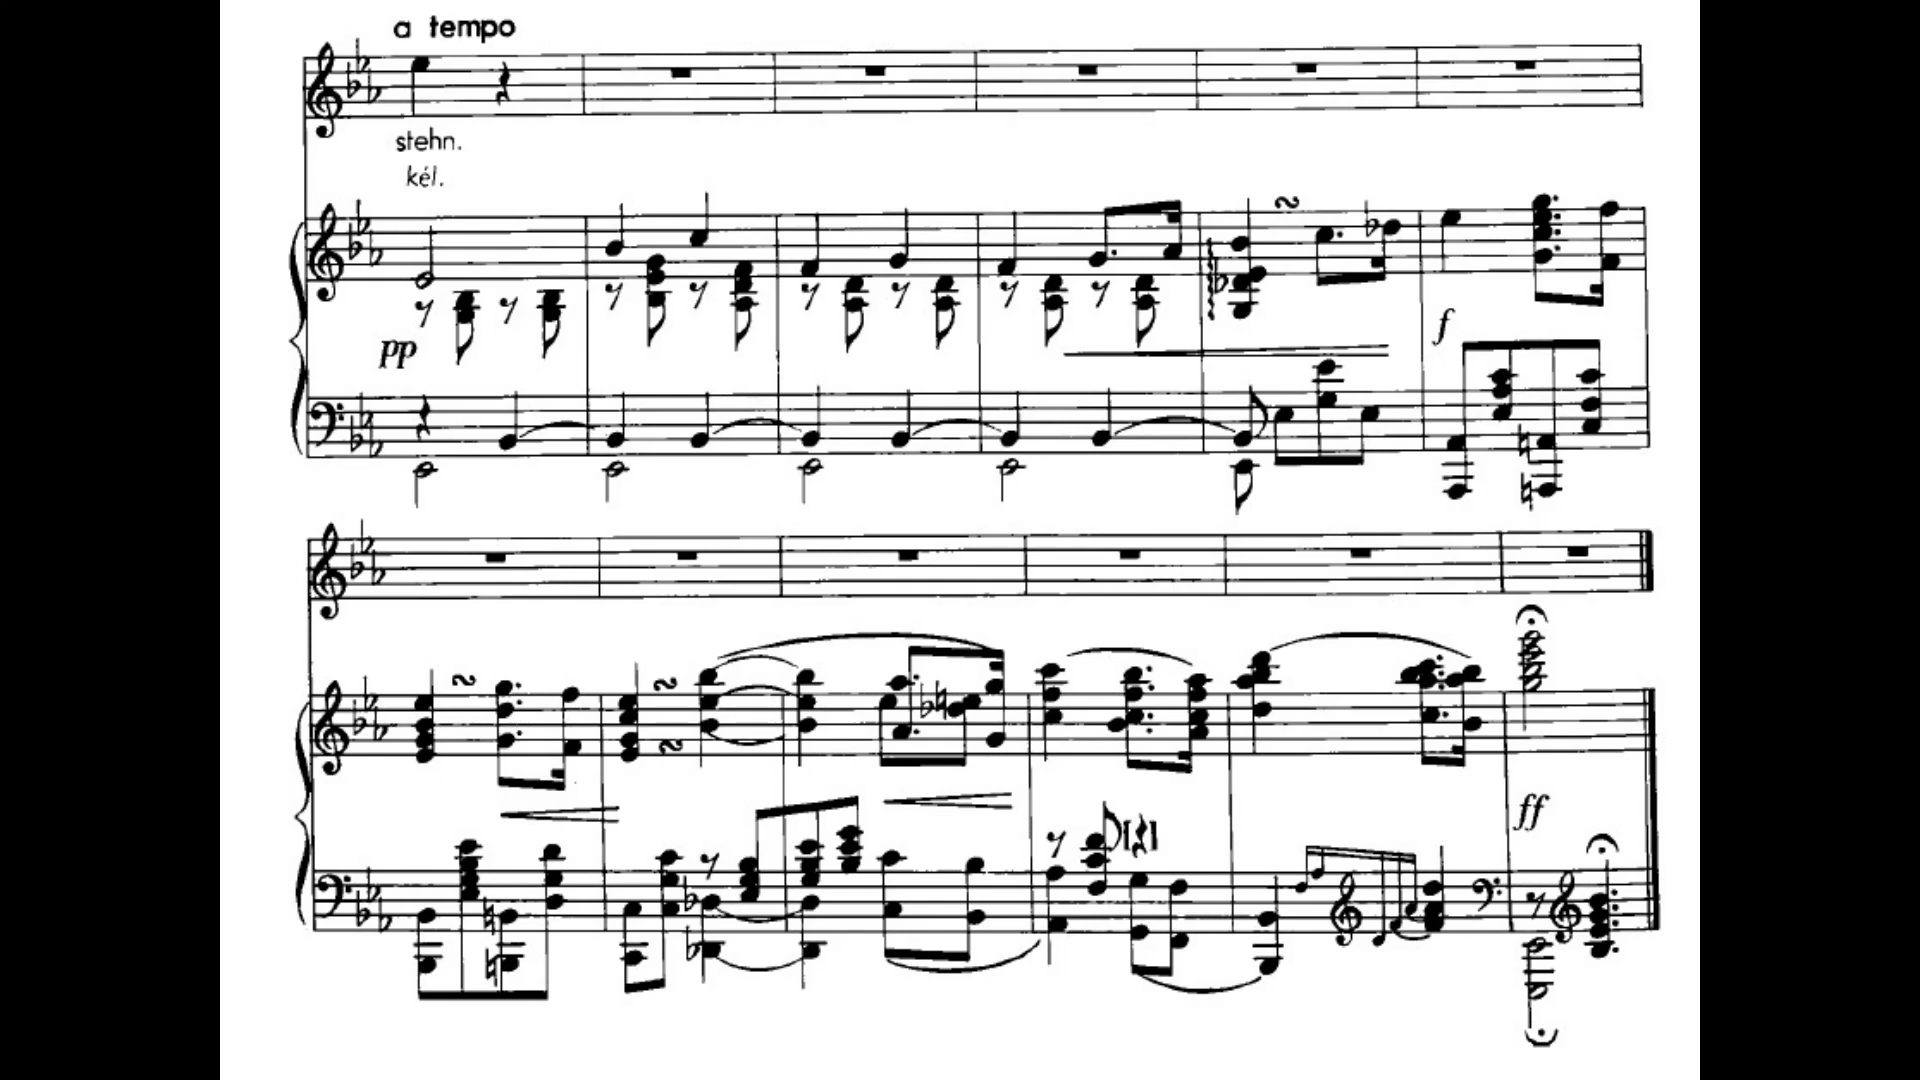 a tempo
stehn.
kél.
pp
f
ff